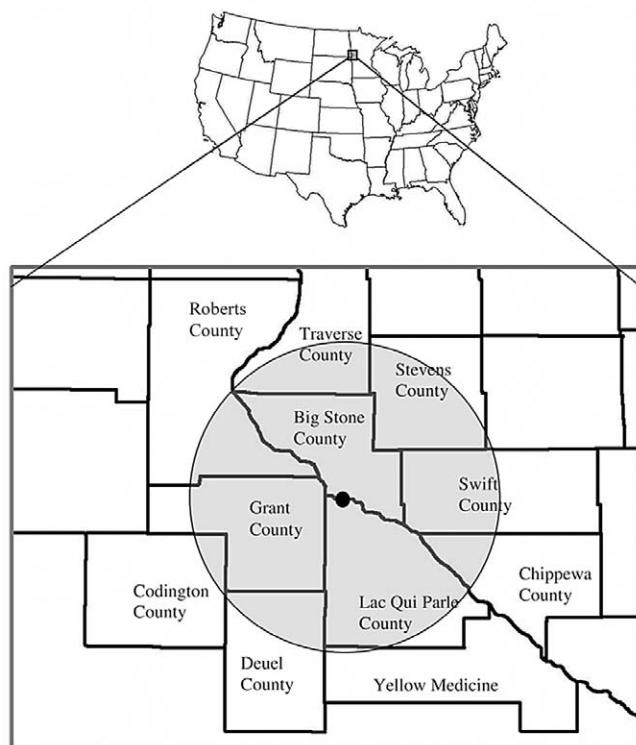 Roberts
County
Traverse
County
Stevens
County
Big Stone
County
Swift
County
Grant
County
Chippewa
County
Codington
County
Lac Qui Parle
County
Deuel
County
Yellow Medicine